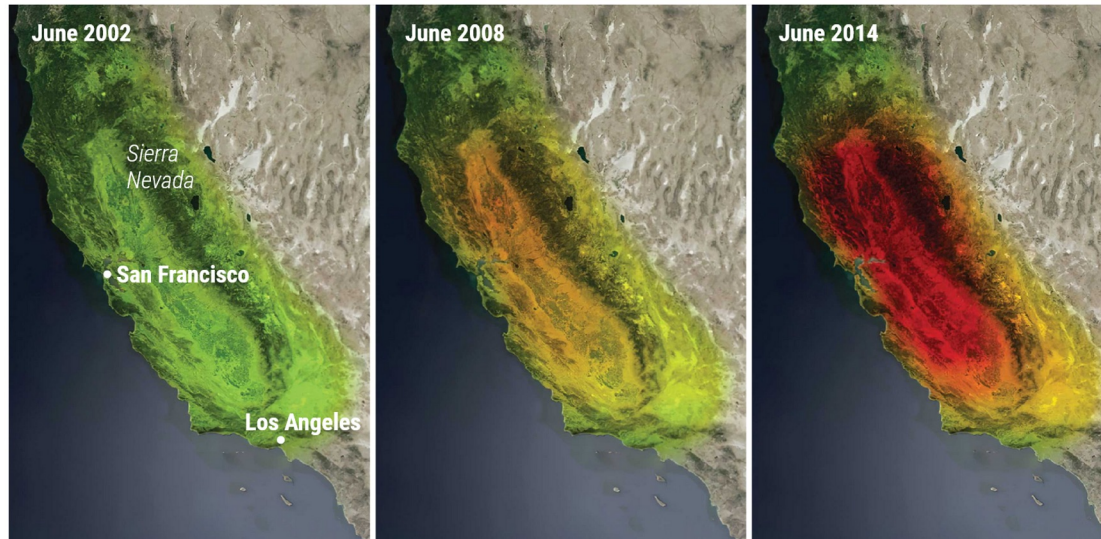 June 2002
June 2008
June 2014
Sierra
Nevada
San Francisco
Los Angeles